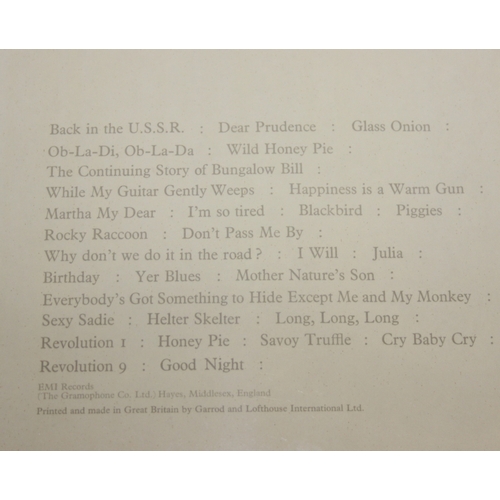 Back in the U.S.S.R. : Dear Prudence : Glass Onion :
Ob-La-Di, Ob-La-Da : Wild Honey Pie :
The Continuing Story of Bungalow Bill :
While My Guitar Gently Weeps : Happiness is a Warm Gun :
Martha My Dear : I'm so tired : Blackbird : Piggies :
Rocky Raccoon : Don't Pass Me By :
Why don't we do it in the road? : I Will : Julia :
Birthday : Yer Blues : Mother Nature's Son :
Everybody's Got Something to Hide Except Me and My Monkey :
Sexy Sadie : Helter Skelter : Long, Long, Long :
Revolution 1 : Honey Pie : Savoy Truffle : Cry Baby Cry :
Revolution 9 : Good Night :
EMI Records
(The Gramophone Co. Ltd.) Hayes, Middlesex, England
Printed and made in Great Britain by Garrod and Lofthouse International Ltd.